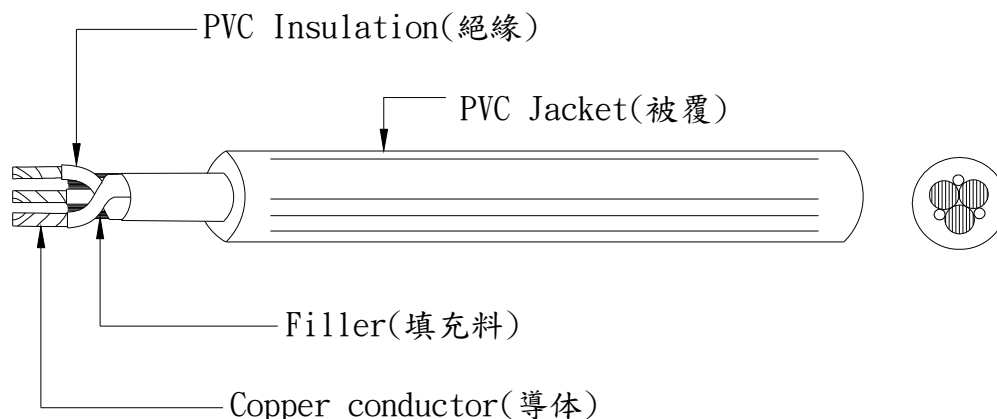 PVC Insulation(絕緣)
PVC Jacket(被覆)
Filler(填充料)
Copper conductor(導体)